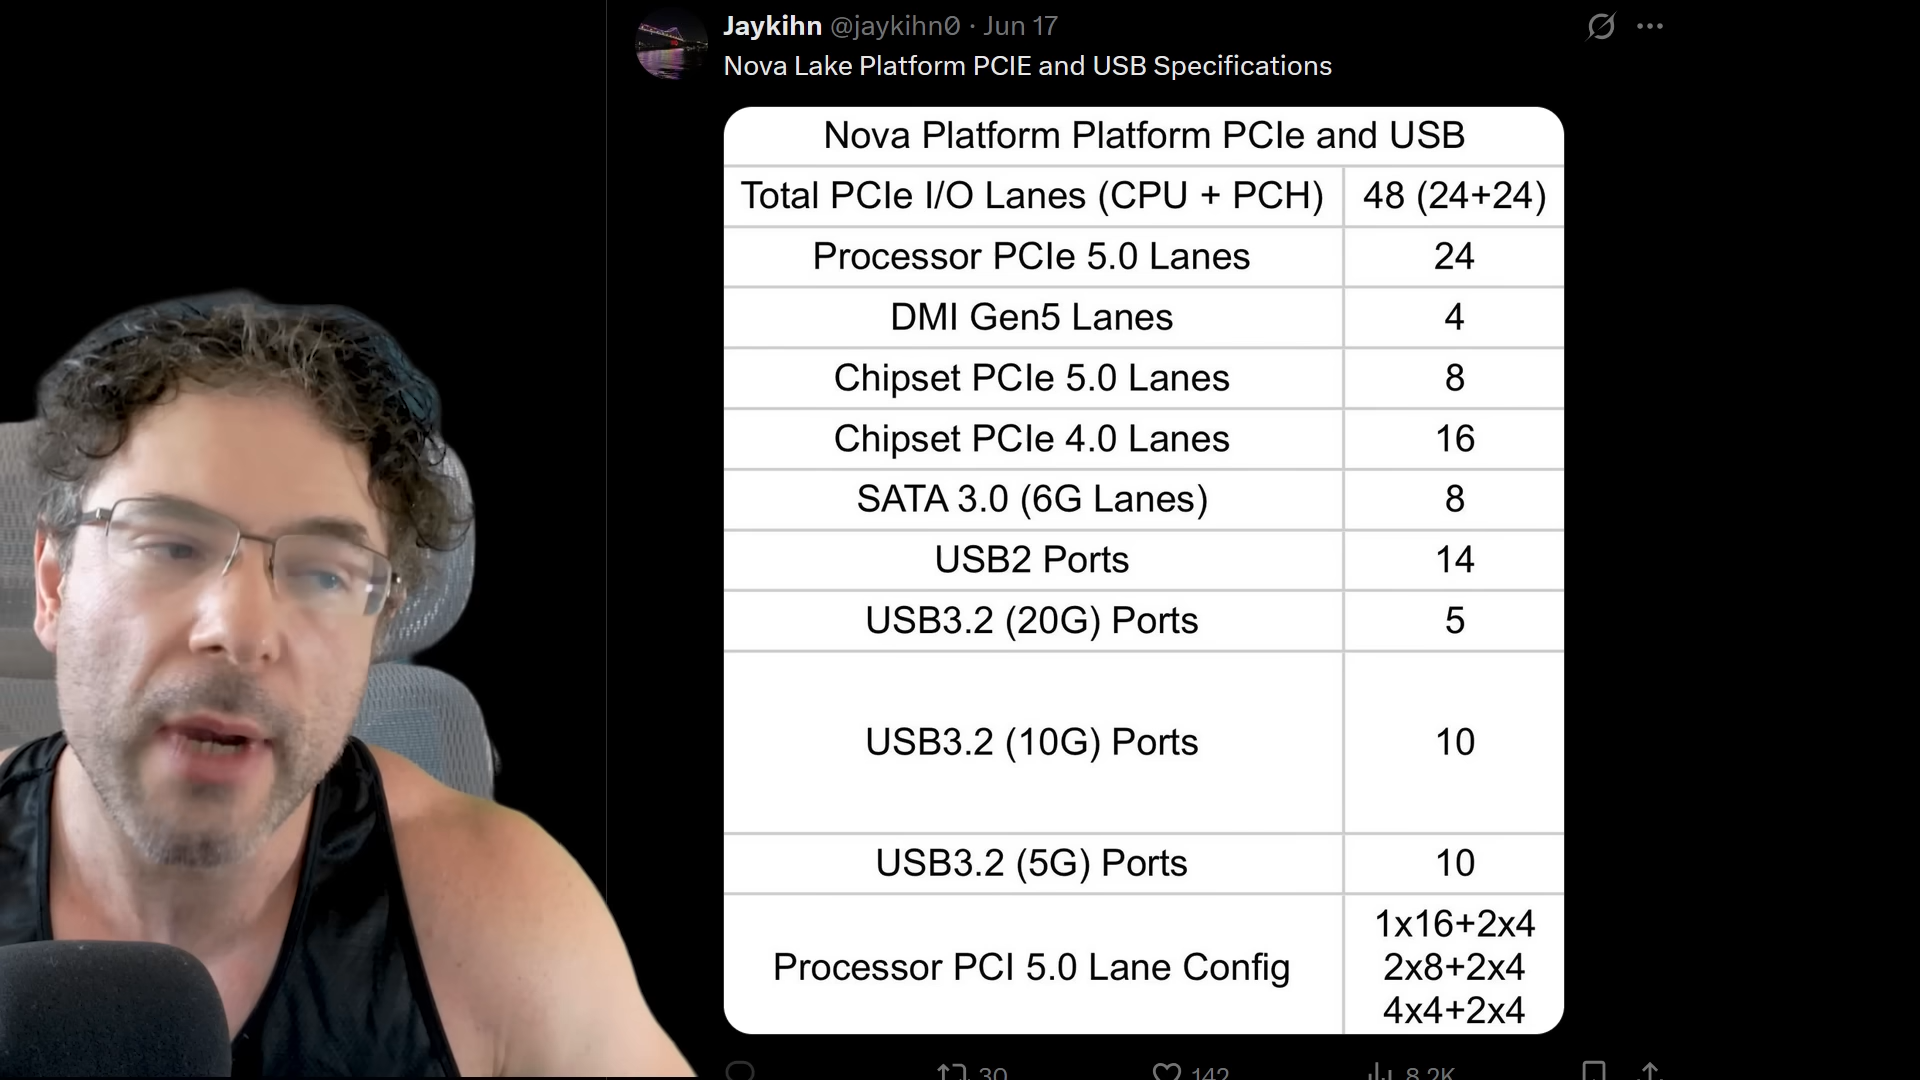 Jaykihn @jaykihn0 · Jun 17
Nova Lake Platform PCIE and USB Specifications
Nova Platform Platform PCIe and USB
Total PCIe I/O Lanes (CPU + PCH) 48 (24+24)
Processor PCIe 5.0 Lanes 24
DMI Gen5 Lanes 4
Chipset PCIe 5.0 Lanes 8
Chipset PCIe 4.0 Lanes 16
SATA 3.0 (6G Lanes) 8
USB2 Ports 14
USB3.2 (20G) Ports 5
USB3.2 (10G) Ports 10
USB3.2 (5G) Ports 10
Processor PCI 5.0 Lane Config
1x16+2x4
2x8+2x4
4x4+2x4
30 142 8.2K